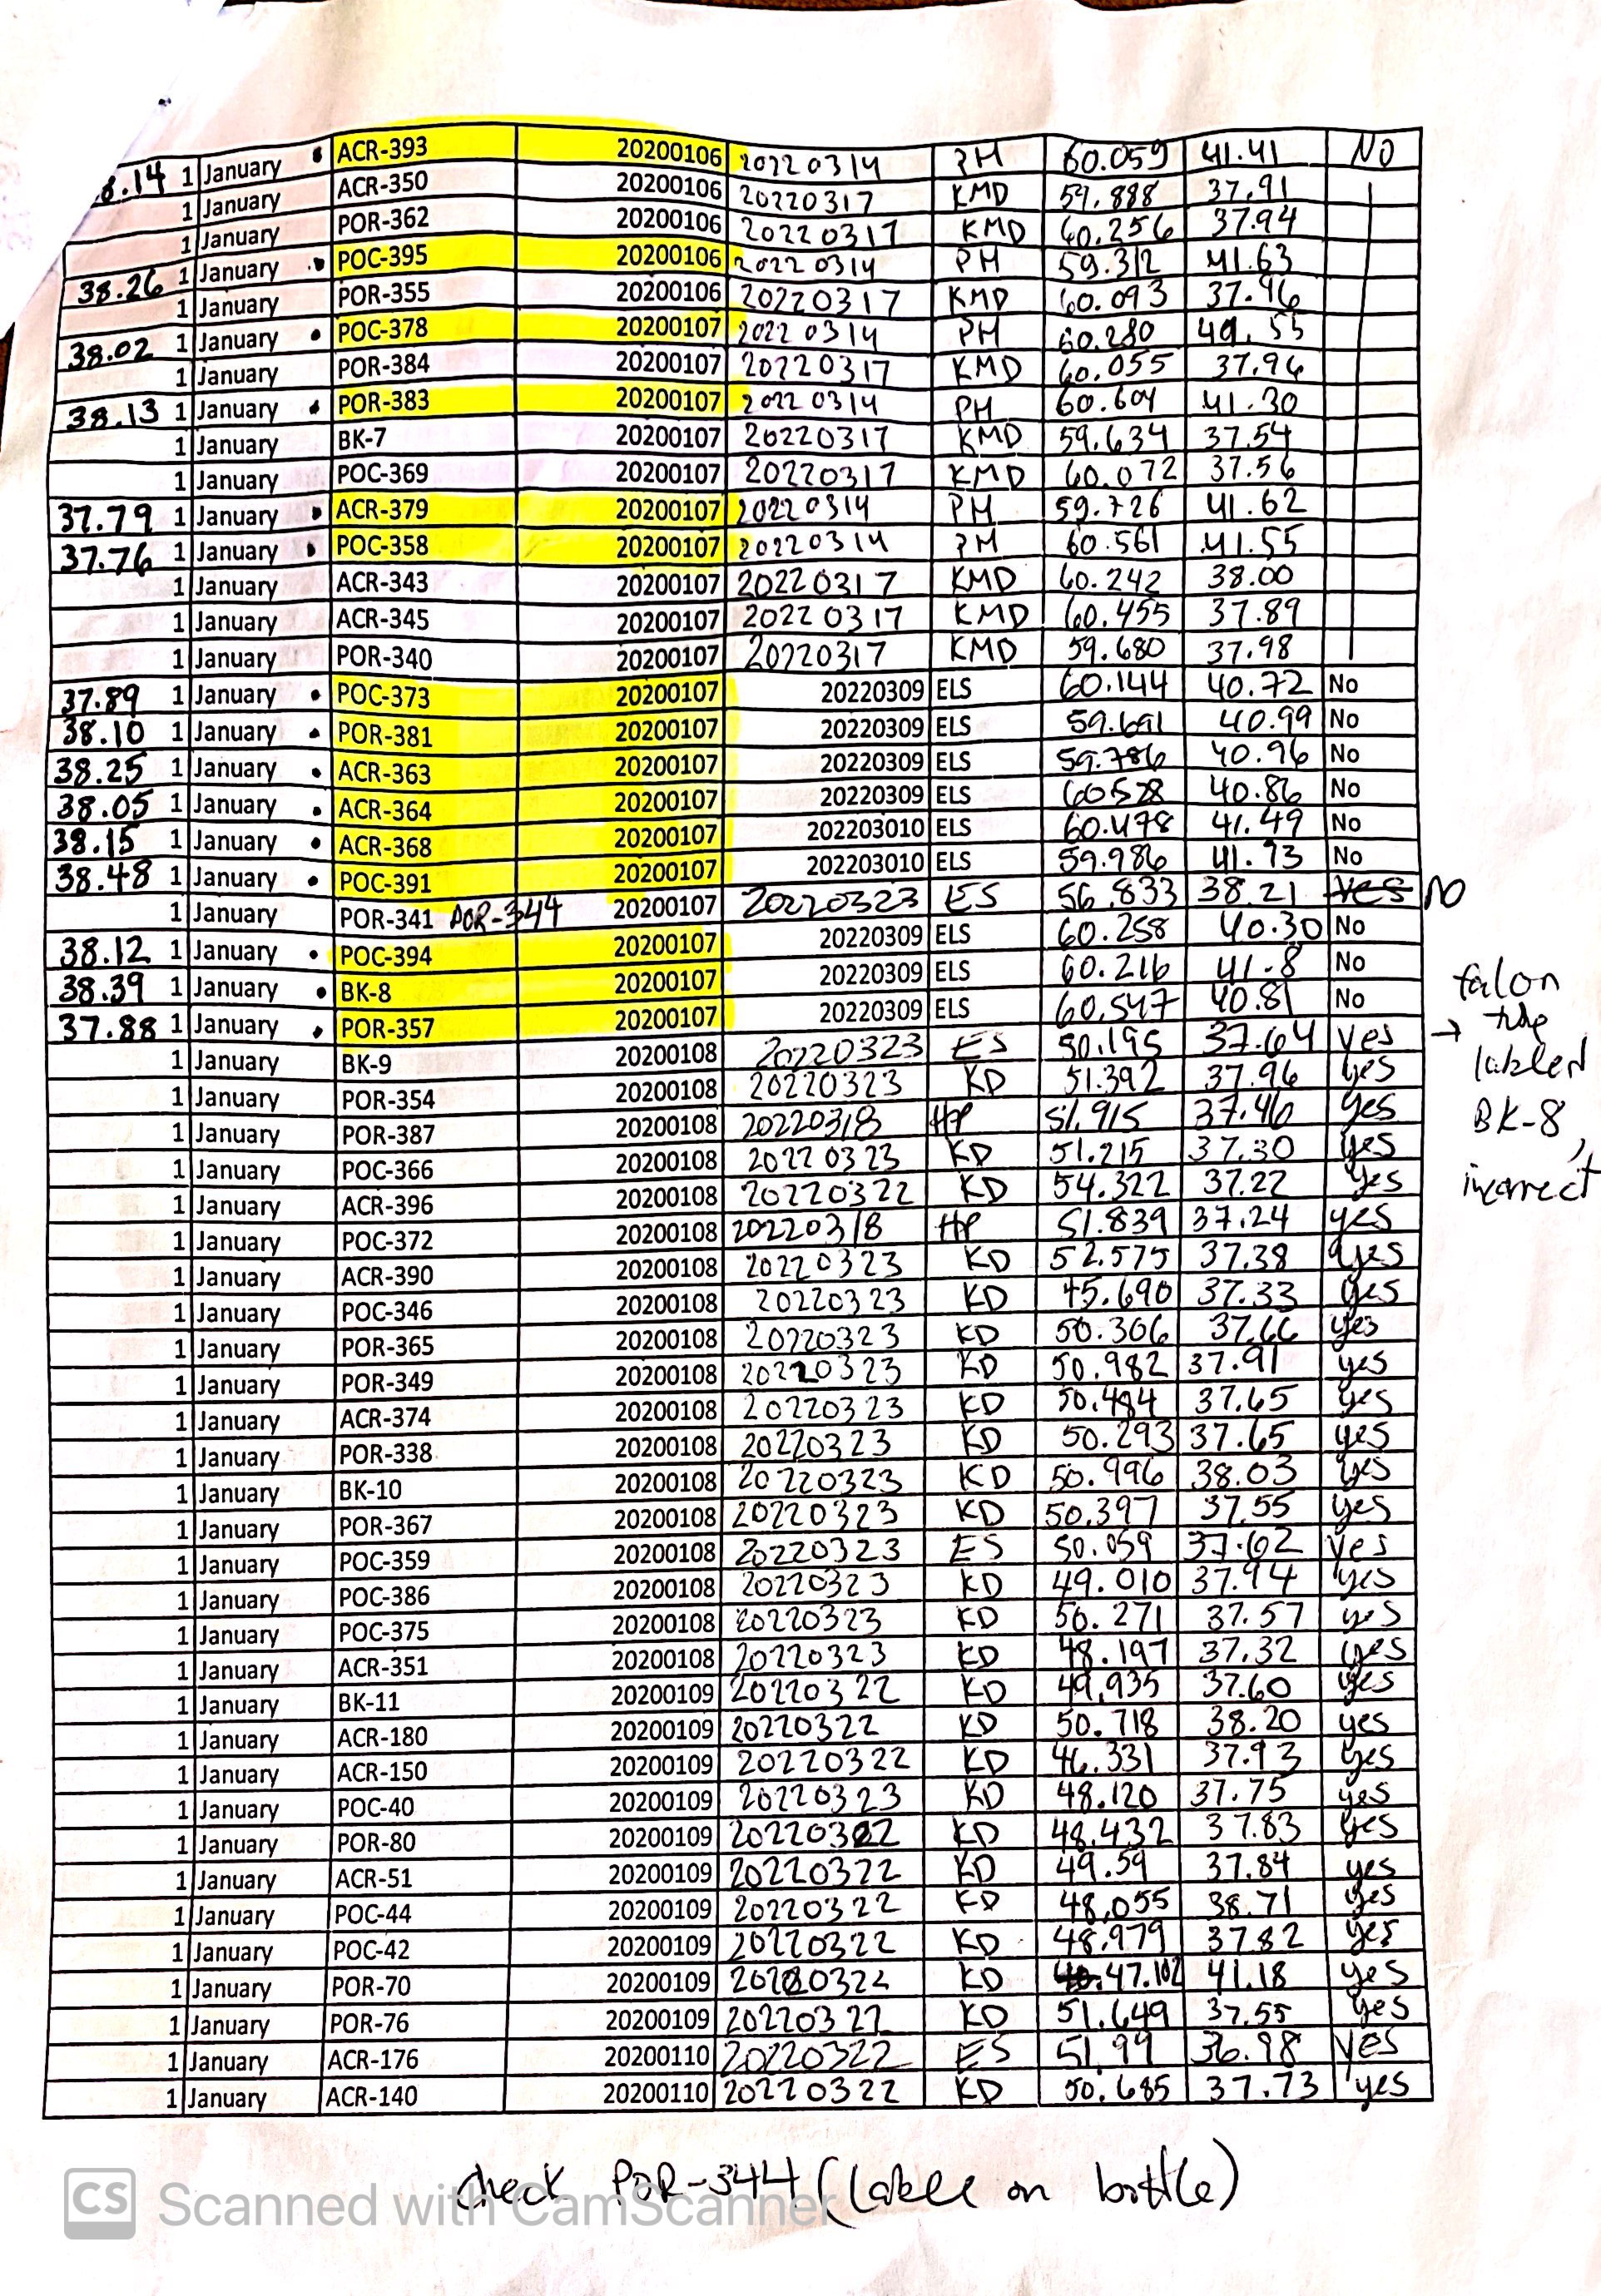 8.14 1 January • ACR-393 20200106 20220314 PH 60.059 41.41 No
1 January ACR-350 20200106 20220317 KMD 59.888 37.91
1 January POR-362 20200106 20220317 KMD 60.256 37.94
38.26 1 January • POC-395 20200106 20220314 PH 59.312 41.63
1 January POR-355 20200106 20220317 KMD 60.093 37.96
38.02 1 January • POC-378 20200107 20220314 PH 60.280 49.55
1 January POR-384 20200107 20220317 KMD 60.055 37.96
38.13 1 January • POR-383 20200107 20220314 PH 60.604 41.30
1 January BK-7 20200107 20220317 KMD 59.634 37.54
1 January POC-369 20200107 20220317 KMD 60.072 37.56
37.79 1 January • ACR-379 20200107 20220314 PH 59.726 41.62
37.76 1 January • POC-358 20200107 20220314 PH 60.561 41.55
1 January ACR-343 20200107 20220317 KMD 60.242 38.00
1 January ACR-345 20200107 20220317 KMD 60.455 37.89
1 January POR-340 20200107 20220317 KMD 59.680 37.98
37.89 1 January • POC-373 20200107 20220309 ELS 60.144 40.72 No
38.10 1 January • POR-381 20200107 20220309 ELS 59.691 40.99 No
38.25 1 January • ACR-363 20200107 20220309 ELS 59.786 40.96 No
38.05 1 January • ACR-364 20200107 20220309 ELS 60.528 40.86 No
38.15 1 January • ACR-368 20200107 202203010 ELS 60.478 41.49 No
38.48 1 January • POC-391 20200107 202203010 ELS 59.986 41.73 No
1 January POR-341 POR-344 20200107 20220323 ES 56.833 38.21 Yes NO
38.12 1 January • POC-394 20200107 20220309 ELS 60.258 40.30 No
38.39 1 January • BK-8 20200107 20220309 ELS 60.216 41.8 No
37.88 1 January • POR-357 20200107 20220309 ELS 60.547 40.81 No
1 January BK-9 20200108 20220323 ES 50.195 37.64 yes → falon tube labled BK-8, incorrect
1 January POR-354 20200108 20220323 KD 51.392 37.96 yes
1 January POR-387 20200108 20220318 HP 51.915 37.46 yes
1 January POC-366 20200108 20220323 KD 51.215 37.30 yes
1 January ACR-396 20200108 20220322 KD 54.322 37.22 yes
1 January POC-372 20200108 20220318 HP 51.839 37.24 yes
1 January ACR-390 20200108 20220323 KD 52.575 37.38 yes
1 January POC-346 20200108 20220323 KD 45.690 37.33 yes
1 January POR-365 20200108 20220323 KD 50.306 37.66 yes
1 January POR-349 20200108 20220323 KD 50.982 37.91 yes
1 January ACR-374 20200108 20220323 KD 50.494 37.65 yes
1 January POR-338 20200108 20220323 KD 50.293 37.65 yes
1 January BK-10 20200108 20220323 KD 50.996 38.03 yes
1 January POR-367 20200108 20220323 KD 50.397 37.55 yes
1 January POC-359 20200108 20220323 ES 50.059 37.62 yes
1 January POC-386 20200108 20220323 KD 49.010 37.94 yes
1 January POC-375 20200108 20220323 KD 50.271 37.57 yes
1 January ACR-351 20200108 20220323 KD 48.197 37.32 yes
1 January BK-11 20200109 20220322 KD 49.935 37.60 yes
1 January ACR-180 20200109 20220322 KD 50.718 38.20 yes
1 January ACR-150 20200109 20220322 KD 46.331 37.93 yes
1 January POC-40 20200109 20220323 KD 48.120 37.75 yes
1 January POR-80 20200109 20220322 KD 48.432 37.83 yes
1 January ACR-51 20200109 20220322 KD 49.59 37.84 yes
1 January POC-44 20200109 20220322 KD 48.055 38.71 yes
1 January POC-42 20200109 20220322 KD 48.979 37.82 yes
1 January POR-70 20200109 20220322 KD 47.102 41.18 yes
1 January POR-76 20200109 20220322 KD 51.649 37.55 yes
1 January ACR-176 20200110 20220322 ES 51.99 36.98 yes
1 January ACR-140 20200110 20220322 KD 50.685 37.73 yes
check POR-344 (lable on bottle)
CS Scanned with CamScanner